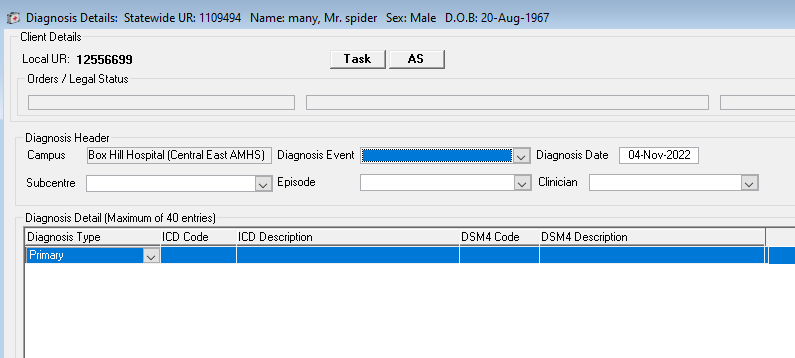 Diagnosis Details: Statewide UR: 1109494 Name: many, Mr. spider Sex: Male D.O.B: 20-Aug-1967
Client Details
Local UR: 12556699 Task AS
Orders / Legal Status
Diagnosis Header
Campus Box Hill Hospital (Central East AMHS) Diagnosis Event Diagnosis Date 04-Nov-2022
Subcentre Episode Clinician
Diagnosis Detail (Maximum of 40 entries)
Diagnosis Type ICD Code ICD Description DSM4 Code DSM4 Description
Primary